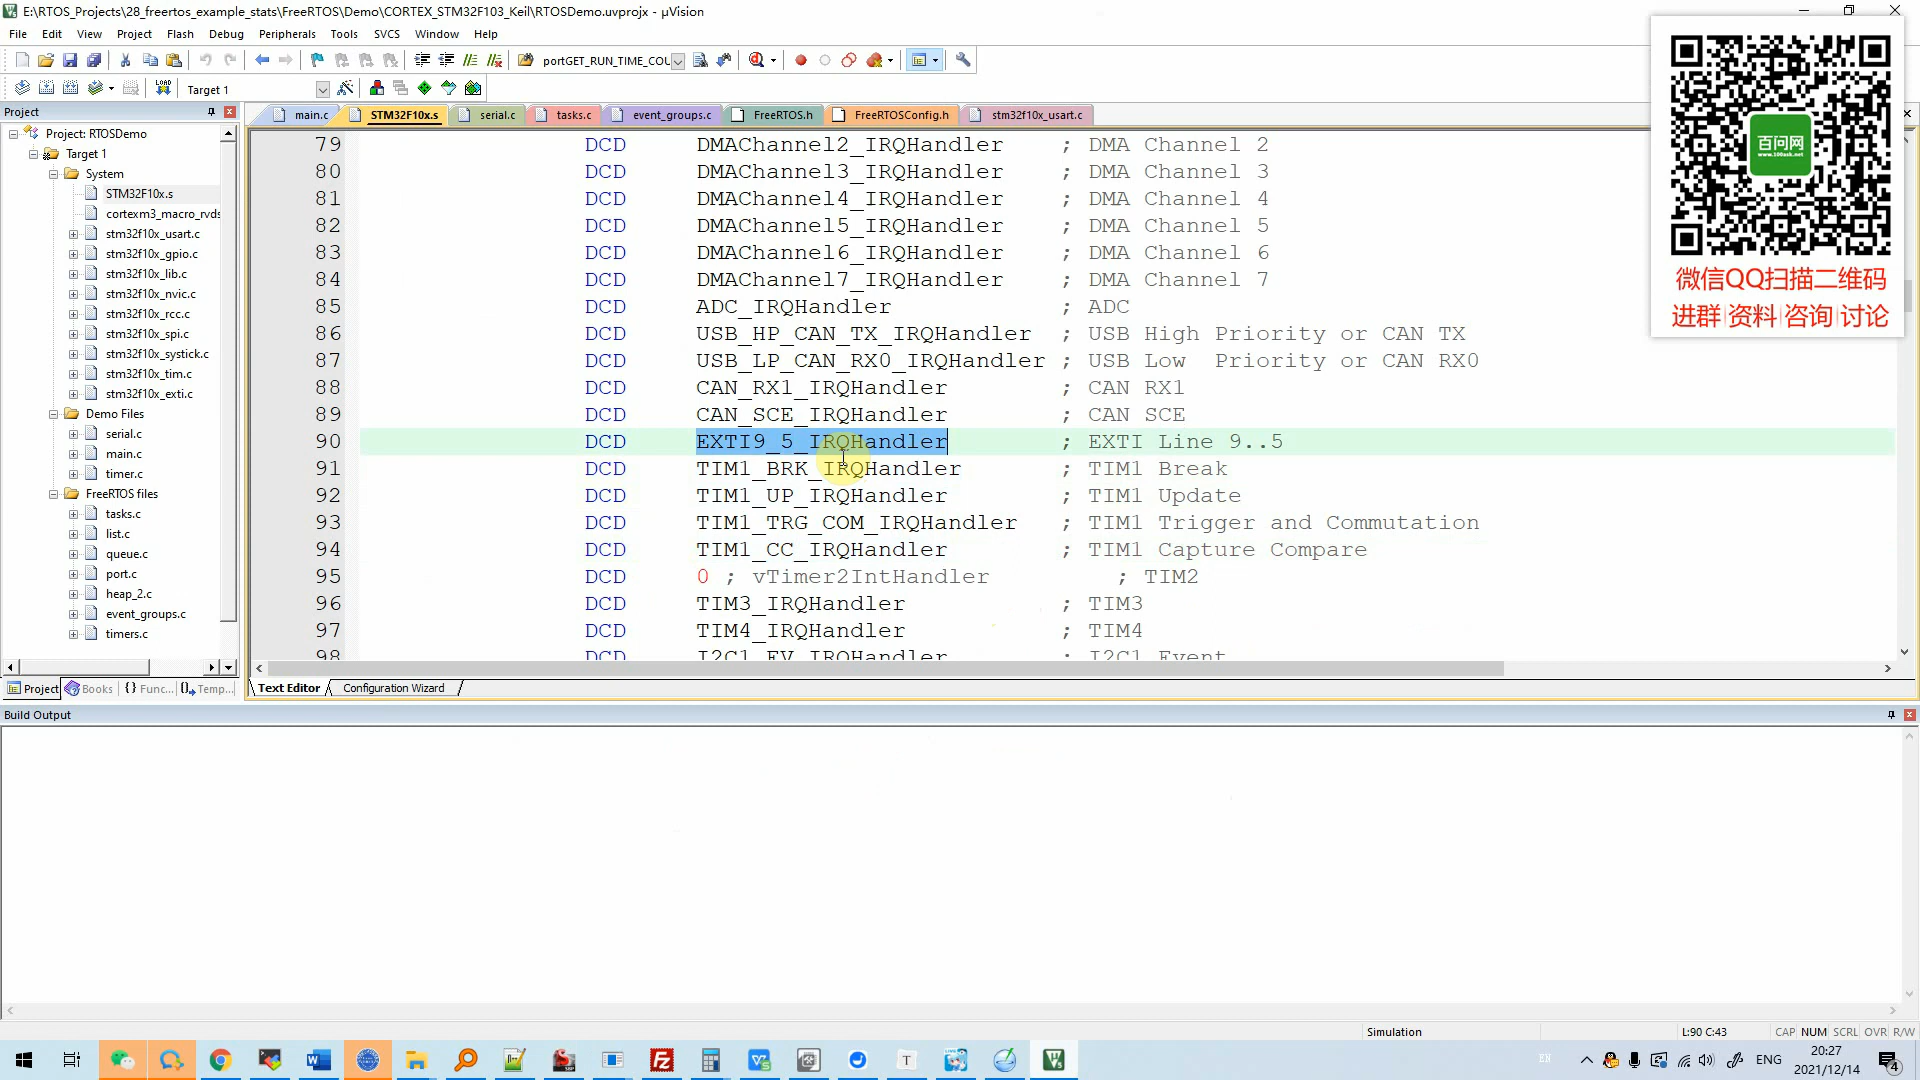 E:\RTOS_Projects\28_freertos_example_stats\FreeRTOS\Demo\CORTEX_STM32F103_Keil\RTOSDemo.uvprojx - µVision
File Edit View Project Flash Debug Peripherals Tools SVCS Window Help
portGET_RUN_TIME_COU
Target 1
Project
main.c STM32F10x.s serial.c tasks.c event_groups.c FreeRTOS.h FreeRTOSConfig.h stm32f10x_usart.c
Project: RTOSDemo
Target 1
System
STM32F10x.s
cortexm3_macro_rvds
stm32f10x_usart.c
stm32f10x_gpio.c
stm32f10x_lib.c
stm32f10x_nvic.c
stm32f10x_rcc.c
stm32f10x_spi.c
stm32f10x_systick.c
stm32f10x_tim.c
stm32f10x_exti.c
Demo Files
serial.c
main.c
timer.c
FreeRTOS files
tasks.c
list.c
queue.c
port.c
heap_2.c
event_groups.c
timers.c
Project Books Func... Temp...
79 DCD DMAChannel2_IRQHandler ; DMA Channel 2
80 DCD DMAChannel3_IRQHandler ; DMA Channel 3
81 DCD DMAChannel4_IRQHandler ; DMA Channel 4
82 DCD DMAChannel5_IRQHandler ; DMA Channel 5
83 DCD DMAChannel6_IRQHandler ; DMA Channel 6
84 DCD DMAChannel7_IRQHandler ; DMA Channel 7
85 DCD ADC_IRQHandler ; ADC
86 DCD USB_HP_CAN_TX_IRQHandler ; USB High Priority or CAN TX
87 DCD USB_LP_CAN_RX0_IRQHandler ; USB Low Priority or CAN RX0
88 DCD CAN_RX1_IRQHandler ; CAN RX1
89 DCD CAN_SCE_IRQHandler ; CAN SCE
90 DCD EXTI9_5_IRQHandler ; EXTI Line 9..5
91 DCD TIM1_BRK_IRQHandler ; TIM1 Break
92 DCD TIM1_UP_IRQHandler ; TIM1 Update
93 DCD TIM1_TRG_COM_IRQHandler ; TIM1 Trigger and Commutation
94 DCD TIM1_CC_IRQHandler ; TIM1 Capture Compare
95 DCD 0 ; vTimer2IntHandler ; TIM2
96 DCD TIM3_IRQHandler ; TIM3
97 DCD TIM4_IRQHandler ; TIM4
98 DCD I2C1_EV_IRQHandler ; I2C1 Event
Text Editor Configuration Wizard
百问网
www.100ask.net
微信QQ扫描二维码
进群|资料|咨询|讨论
Build Output
Simulation L:90 C:43 CAP NUM SCRL OVR R/W
ENG
20:27
2021/12/14
4